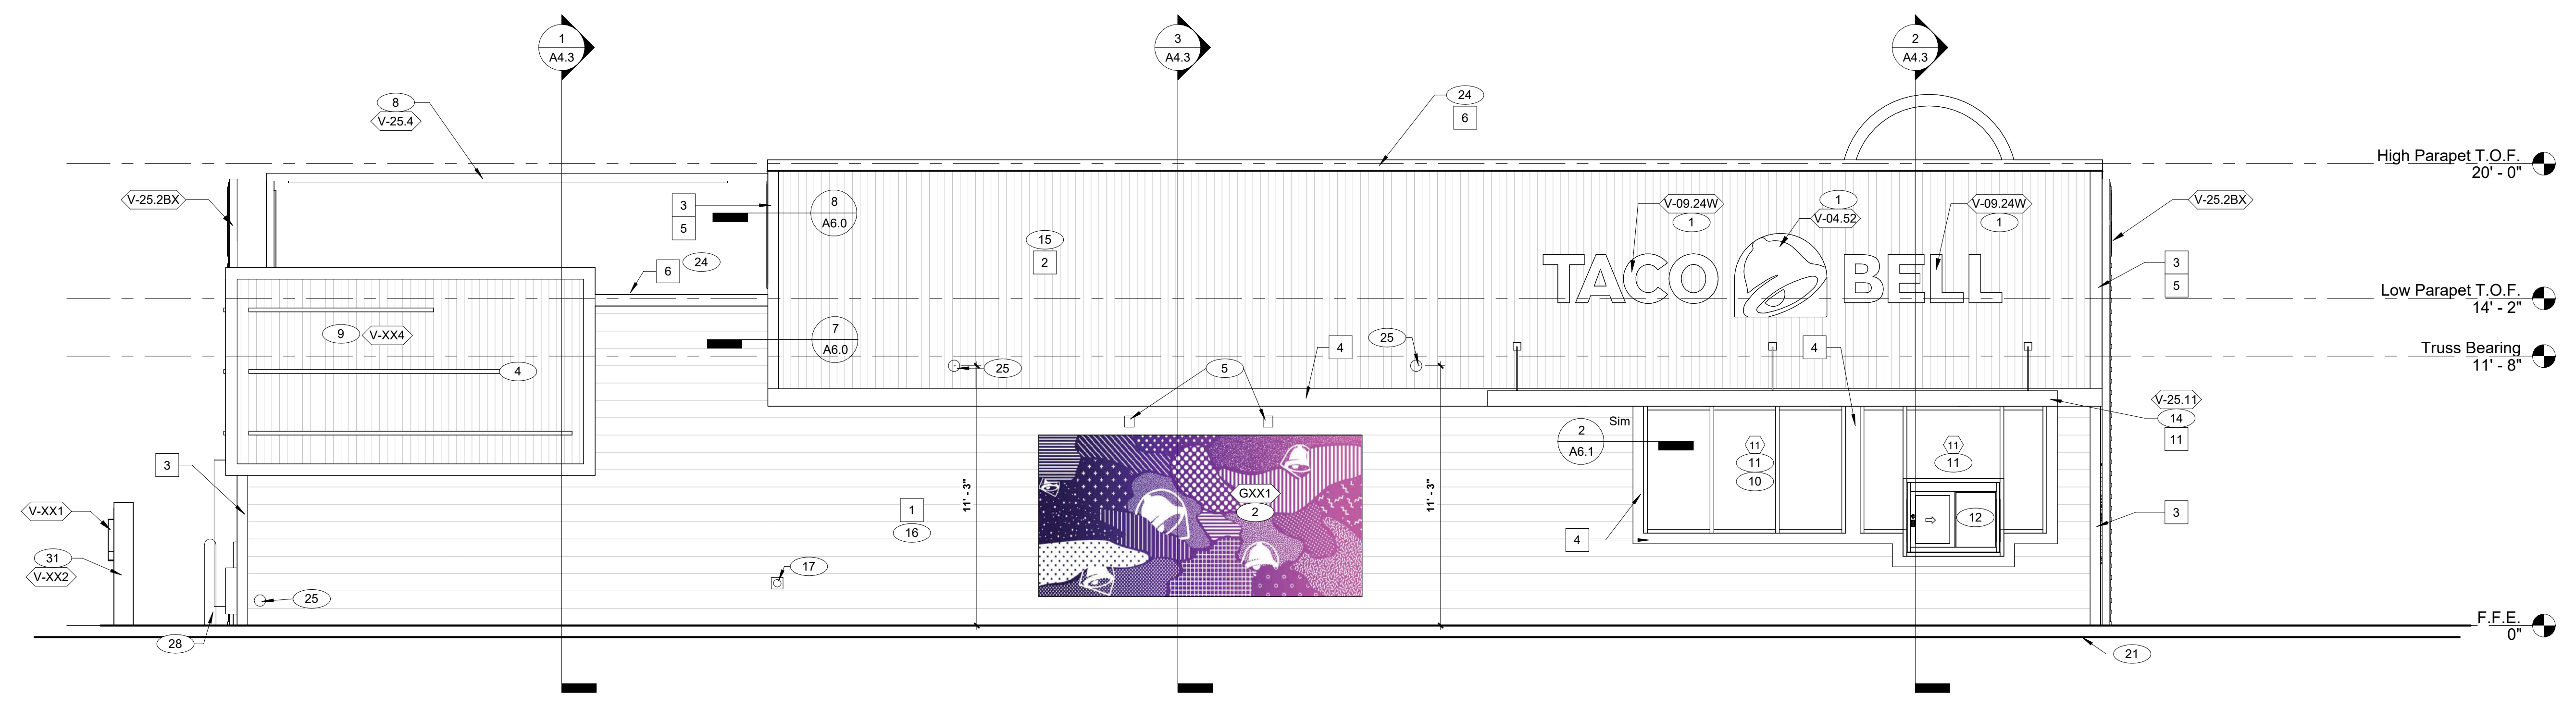 1
A4.3
3
A4.3
2
A4.3
8
V-25.4
24
6
High Parapet T.O.F.
20' - 0"
V-25.2BX
3
5
8
A6.0
15
2
V-09.24W
1
1
V-04.52
V-09.24W
1
V-25.2BX
6
24
TACO BELL
3
5
Low Parapet T.O.F.
14' - 2"
9
V-XX4
7
A6.0
4
25
4
Truss Bearing
11' - 8"
4
25
5
V-25.11
14
11
Sim
2
A6.1
11
11
10
11
11
3
11' - 3"
11' - 3"
GXX1
2
1
16
V-XX1
12
3
4
31
V-XX2
17
25
28
F.F.E.
0"
21